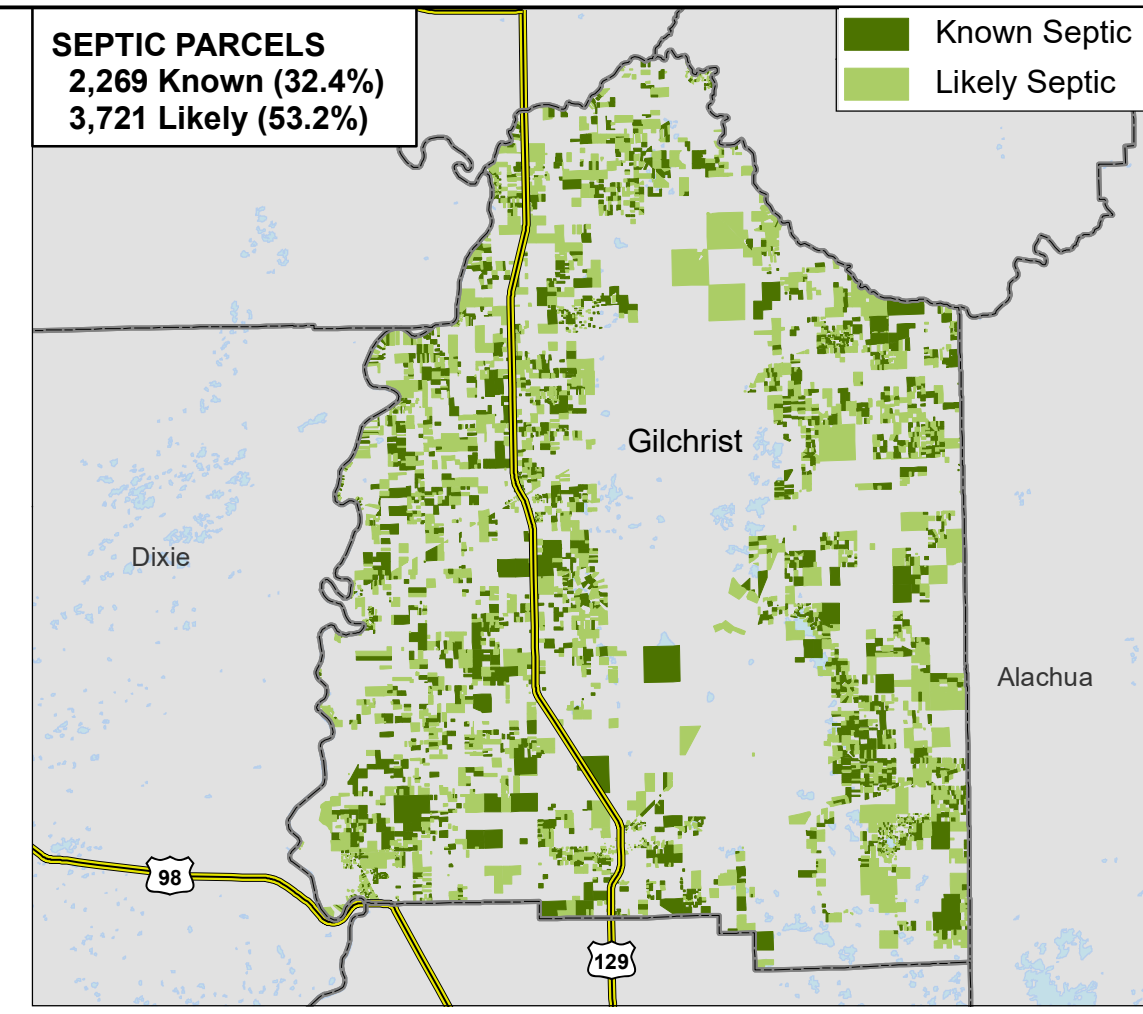 SEPTIC PARCELS
2,269 Known (32.4%)
3,721 Likely (53.2%)
Known Septic
Likely Septic
Gilchrist
Dixie
Alachua
98
129